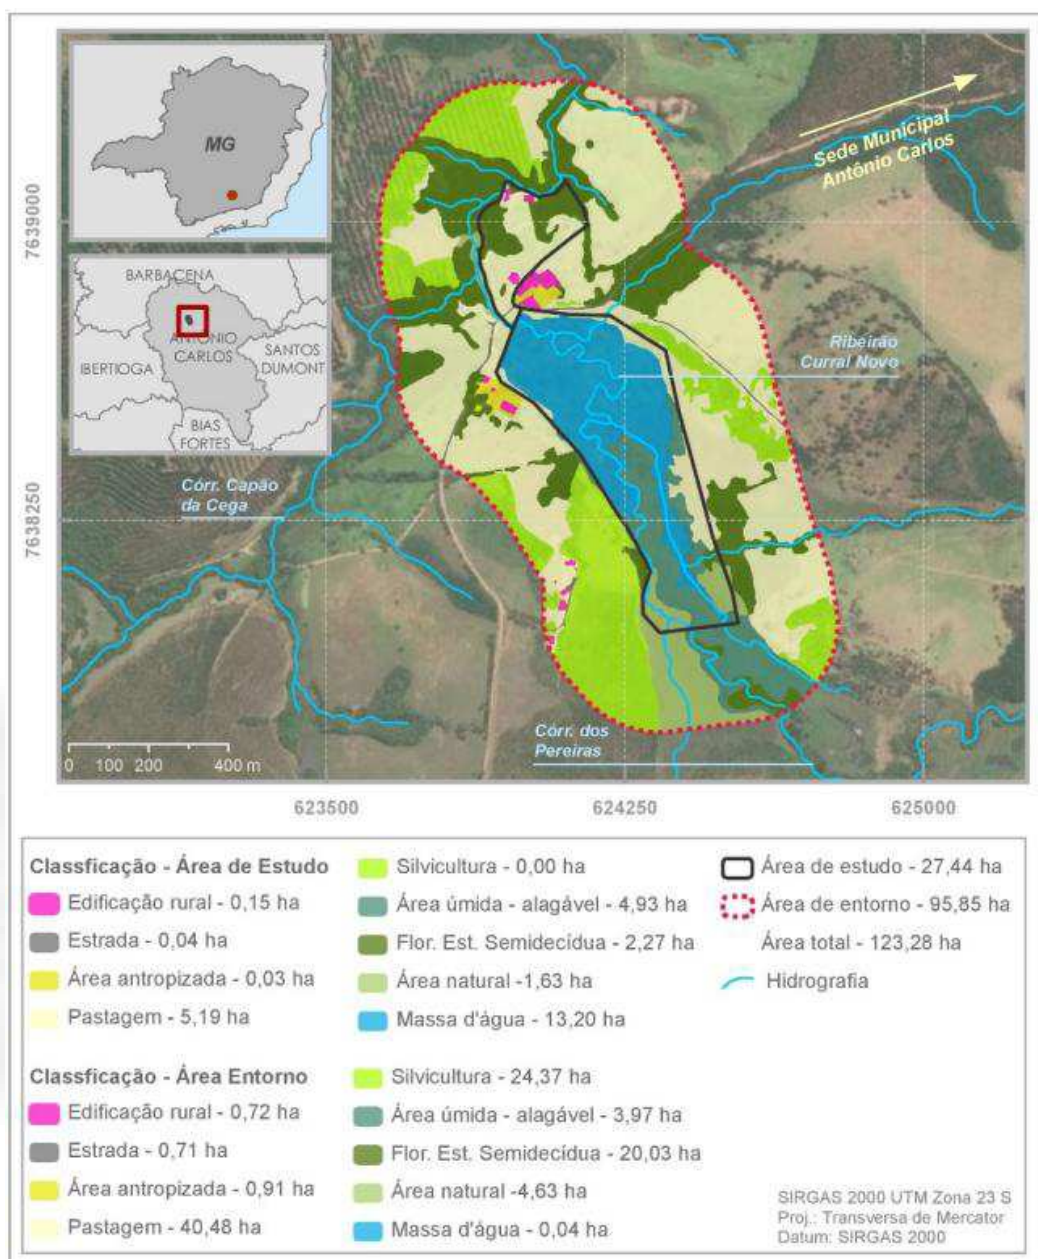 MG
BARBACENA
ANTÔNIO
CARLOS
IBERTIOGA
SANTOS
DUMONT
BIAS
FORTES
Sede Municipal
Antônio Carlos
Ribeirão
Curral Novo
Córr. Capão
da Cega
Córr. dos
Pereiras
7639000
7638250
0 100 200 400 m
623500 624250 625000
Classficação - Área de Estudo
Edificação rural - 0,15 ha
Estrada - 0,04 ha
Área antropizada - 0,03 ha
Pastagem - 5,19 ha
Silvicultura - 0,00 ha
Área úmida - alagável - 4,93 ha
Flor. Est. Semidecídua - 2,27 ha
Área natural -1,63 ha
Massa d'água - 13,20 ha
Área de estudo - 27,44 ha
Área de entorno - 95,85 ha
Área total - 123,28 ha
Hidrografia
Classficação - Área Entorno
Edificação rural - 0,72 ha
Estrada - 0,71 ha
Área antropizada - 0,91 ha
Pastagem - 40,48 ha
Silvicultura - 24,37 ha
Área úmida - alagável - 3,97 ha
Flor. Est. Semidecídua - 20,03 ha
Área natural -4,63 ha
Massa d'água - 0,04 ha
SIRGAS 2000 UTM Zona 23 S
Proj.: Transversa de Mercator
Datum: SIRGAS 2000